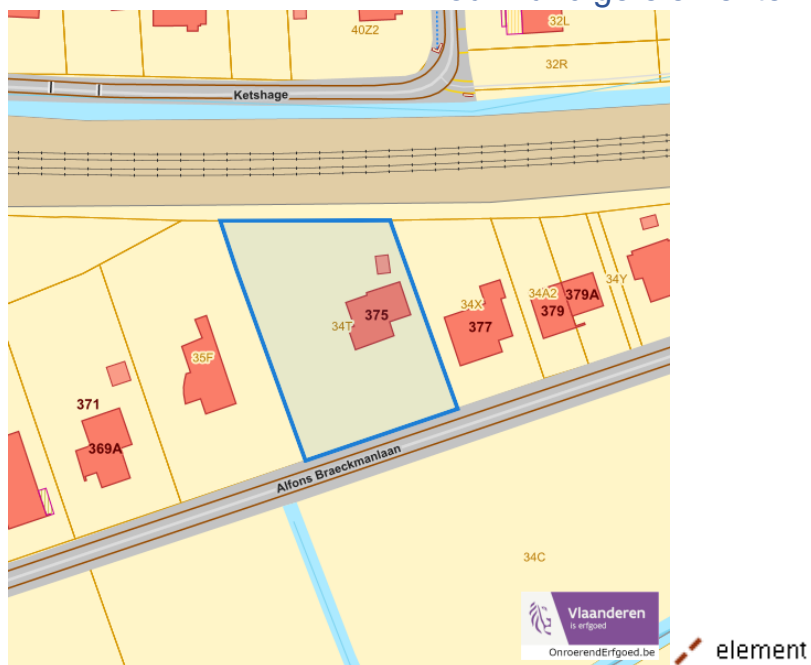 40Z2
32L
32R
Ketshage
34T
375
34X
377
34A2
379
379A
34Y
35F
371
369A
Alfons Braeckmanlaan
34C
Vlaanderen
is erfgoed
OnroerendErfgoed.be
element